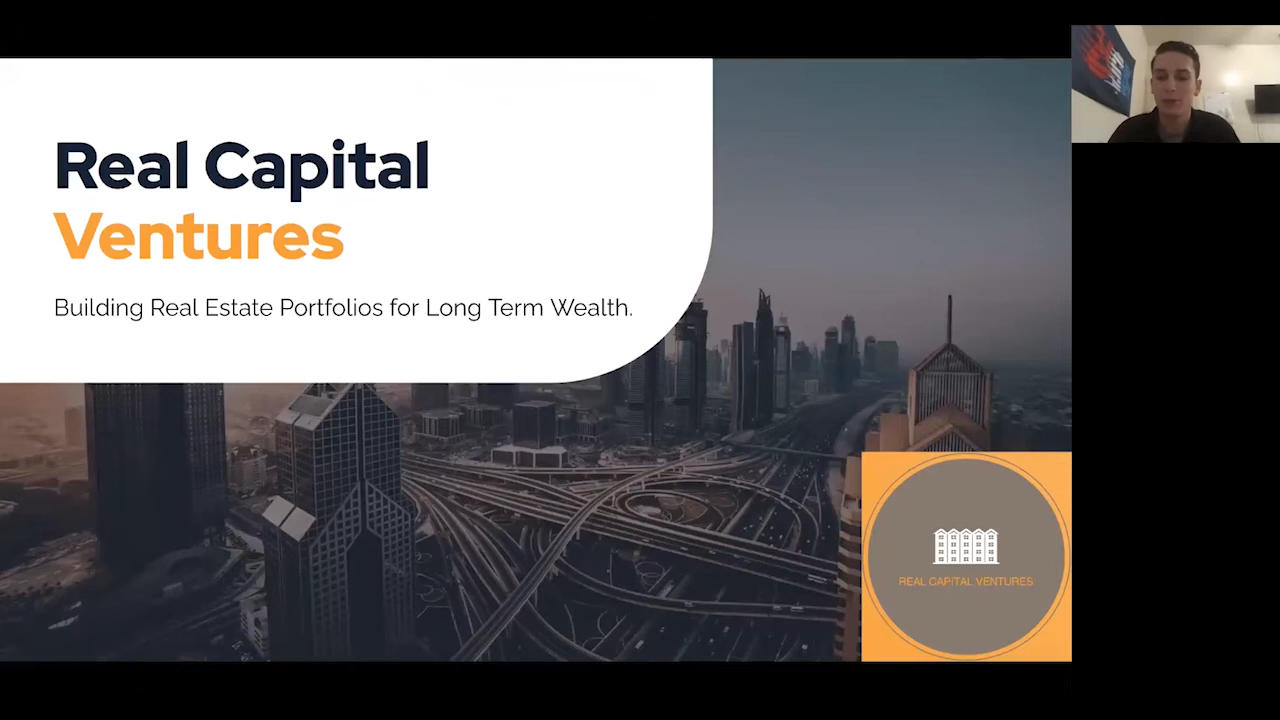 Real Capital
Ventures
Building Real Estate Portfolios for Long Term Wealth.
REAL CAPITAL VENTURES